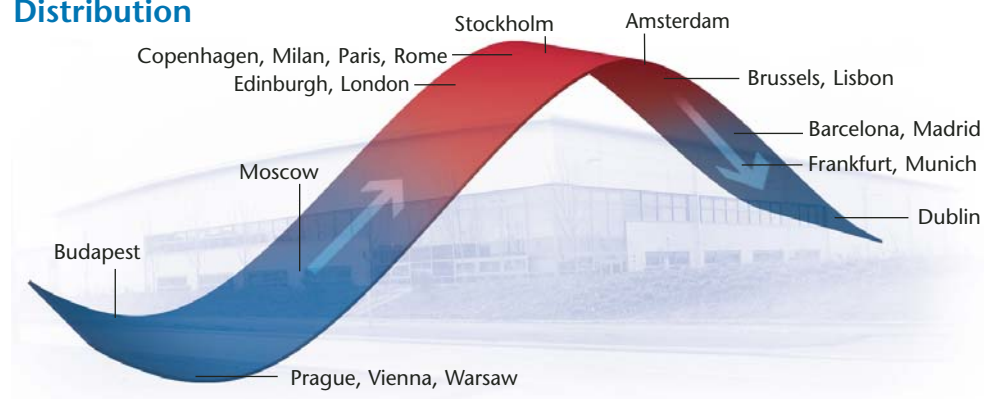 Distribution
Stockholm
Amsterdam
Copenhagen, Milan, Paris, Rome
Edinburgh, London
Brussels, Lisbon
Barcelona, Madrid
Moscow
Frankfurt, Munich
Dublin
Budapest
Prague, Vienna, Warsaw